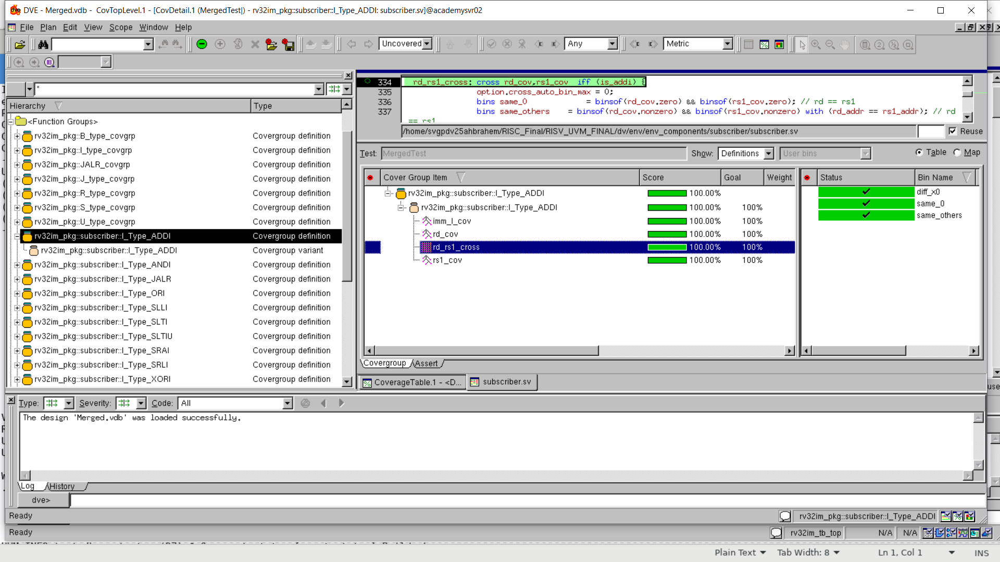 DVE - Merged.vdb - CovTopLevel.1 - [CovDetail.1 (MergedTest|) - rv32im_pkg::subscriber::I_Type_ADDI: subscriber.sv]@academysvr02
File Plan Edit View Scope Window Help
Uncovered
Any
Metric
*
Hierarchy Type
<Function Groups>
rv32im_pkg::B_type_covgrp Covergroup definition
rv32im_pkg::I_type_covgrp Covergroup definition
rv32im_pkg::JALR_covgrp Covergroup definition
rv32im_pkg::J_type_covgrp Covergroup definition
rv32im_pkg::R_type_covgrp Covergroup definition
rv32im_pkg::S_type_covgrp Covergroup definition
rv32im_pkg::U_type_covgrp Covergroup definition
rv32im_pkg::subscriber::I_Type_ADDI Covergroup definition
rv32im_pkg::subscriber::I_Type_ADDI Covergroup variant
rv32im_pkg::subscriber::I_Type_ANDI Covergroup definition
rv32im_pkg::subscriber::I_Type_JALR Covergroup definition
rv32im_pkg::subscriber::I_Type_ORI Covergroup definition
rv32im_pkg::subscriber::I_Type_SLLI Covergroup definition
rv32im_pkg::subscriber::I_Type_SLTI Covergroup definition
rv32im_pkg::subscriber::I_Type_SLTIU Covergroup definition
rv32im_pkg::subscriber::I_Type_SRAI Covergroup definition
rv32im_pkg::subscriber::I_Type_SRLI Covergroup definition
rv32im_pkg::subscriber::I_Type_XORI Covergroup definition
334 rd_rs1_cross: cross rd_cov,rs1_cov iff (is_addi) {
335 option.cross_auto_bin_max = 0;
336 bins same_0 = binsof(rd_cov.zero) && binsof(rs1_cov.zero); // rd == rs1
337 bins same_others = binsof(rd_cov.nonzero) && binsof(rs1_cov.nonzero) with (rd_addr == rs1_addr); // rd
== rs1
/home/svgpdv25ahbrahem/RISC_Final/RISV_UVM_FINAL/dv/env/env_components/subscriber/subscriber.sv
Reuse
Test: MergedTest Show: Definitions User bins Table Map
Cover Group Item Score Goal Weight
rv32im_pkg::subscriber::I_Type_ADDI 100.00%
rv32im_pkg::subscriber::I_Type_ADDI 100.00% 100%
imm_I_cov 100.00% 100%
rd_cov 100.00% 100%
rd_rs1_cross 100.00% 100%
rs1_cov 100.00% 100%
Status Bin Name
diff_x0
same_0
same_others
Covergroup Assert
CoverageTable.1 - <D... subscriber.sv
Type: Severity: Code: All
The design 'Merged.vdb' was loaded successfully.
Log History
dve>
Ready rv32im_pkg::subscriber::I_Type_ADDI
Ready rv32im_tb_top N/A N/A
Plain Text Tab Width: 8 Ln 1, Col 1 INS